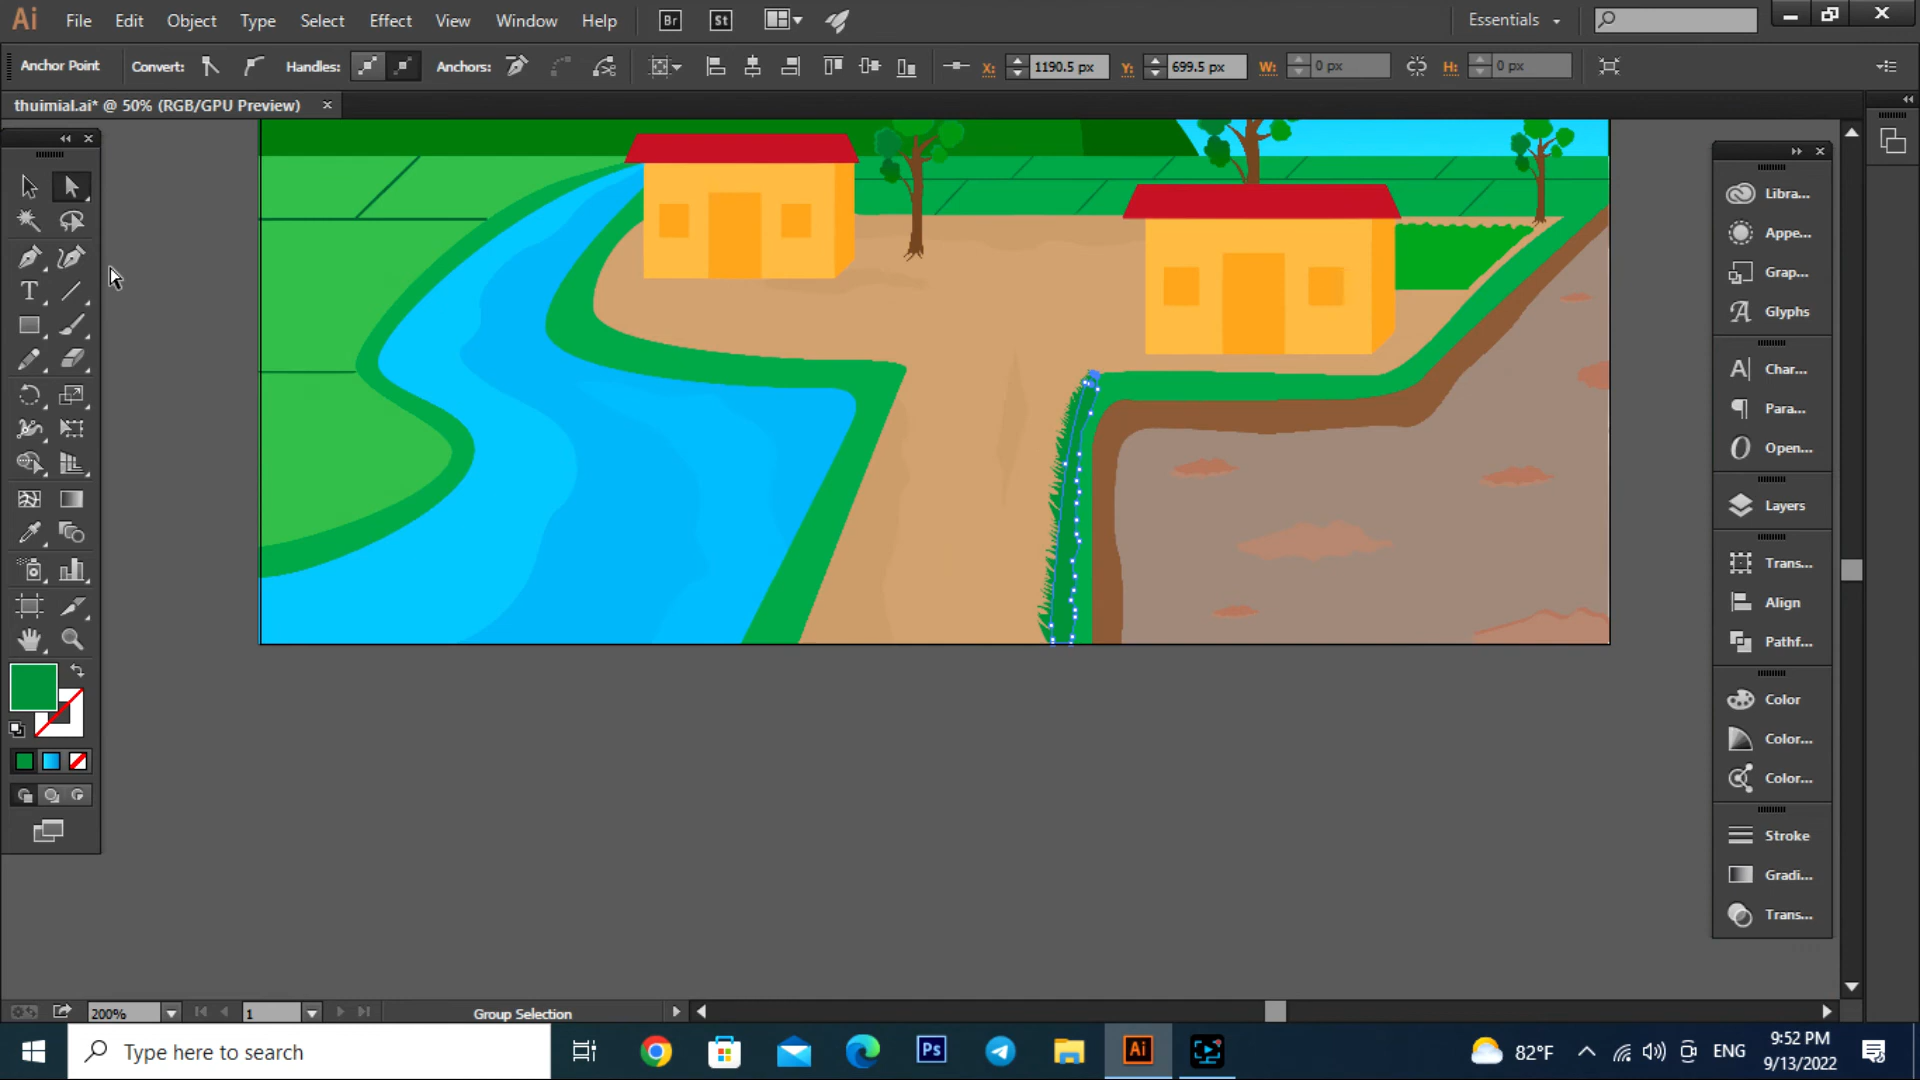 Ai File Edit Object Type Select Effect View Window Help Br St Essentials
Anchor Point Convert: Handles: Anchors: X: 1190.5 px Y: 699.5 px W: 0 px H: 0 px
thuimial.ai* @ 50% (RGB/GPU Preview)
Libra...
Appe...
Grap...
Glyphs
Char...
Para...
Open...
Layers
Trans...
Align
Pathf...
Color
Color...
Color...
Stroke
Gradi...
Trans...
200% 1 Group Selection
Type here to search Ps Ai 82°F ENG 9:52 PM
9/13/2022